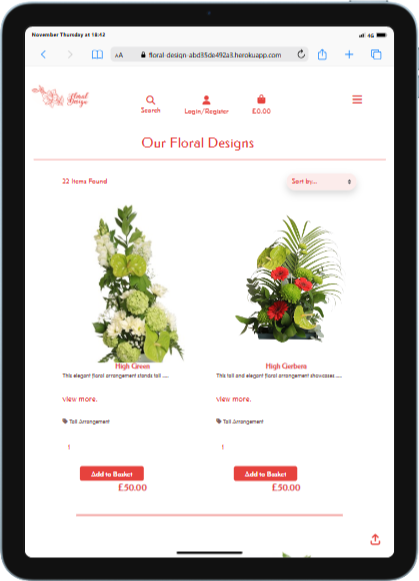 November Thursday at 18:42
4G
AA
floral-design-abd35de492a3.herokuapp.com
Floral
Design
Search
Login/Register
£0.00
Our Floral Designs
22 Items Found
Sort by...
High Green
High Gerbera
This elegant floral arrangement stands tall .....
This tall and elegant floral arrangement showcases .....
view more.
view more.
Tall Arrangement
Tall Arrangement
1
1
Add to Basket
Add to Basket
£50.00
£50.00